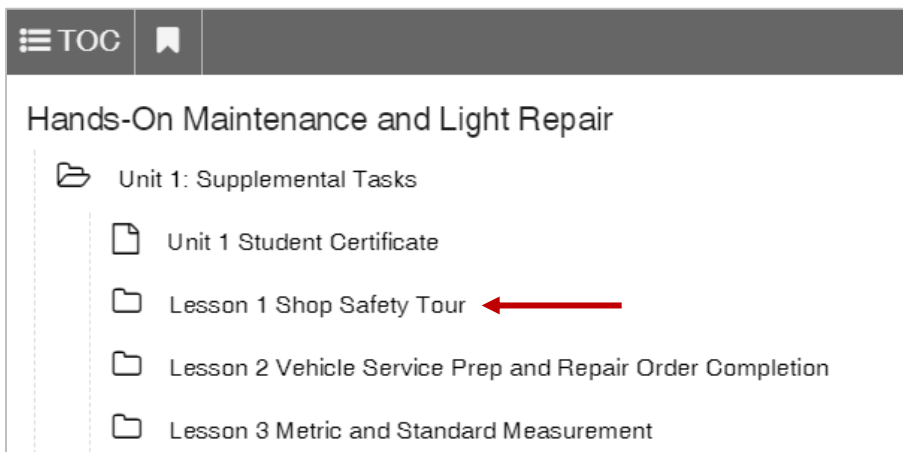 TOC
Hands-On Maintenance and Light Repair
Unit 1: Supplemental Tasks
Unit 1 Student Certificate
Lesson 1 Shop Safety Tour
Lesson 2 Vehicle Service Prep and Repair Order Completion
Lesson 3 Metric and Standard Measurement